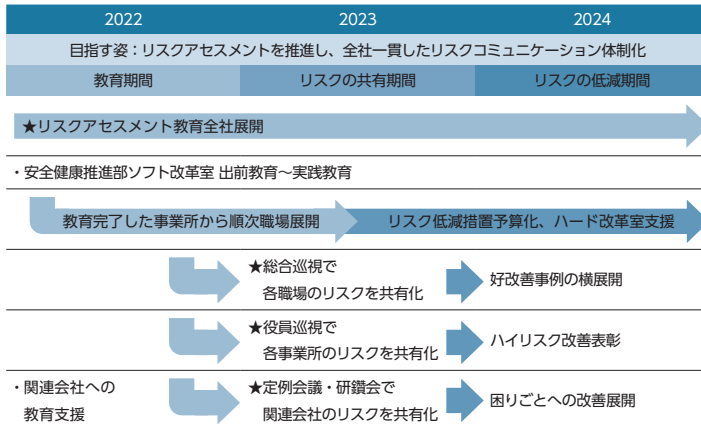 2022 2023 2024
目指す姿：リスクアセスメントを推進し、全社一貫したリスクコミュニケーション体制化
教育期間 リスクの共有期間 リスクの低減期間
★リスクアセスメント教育全社展開
・安全健康推進部ソフト改革室 出前教育～実践教育
教育完了した事業所から順次職場展開 リスク低減措置予算化、ハード改革室支援
★総合巡視で
各職場のリスクを共有化
好改善事例の横展開
★役員巡視で
各事業所のリスクを共有化
ハイリスク改善表彰
・関連会社への
教育支援
★定例会議・研鑽会で
関連会社のリスクを共有化
困りごとへの改善展開